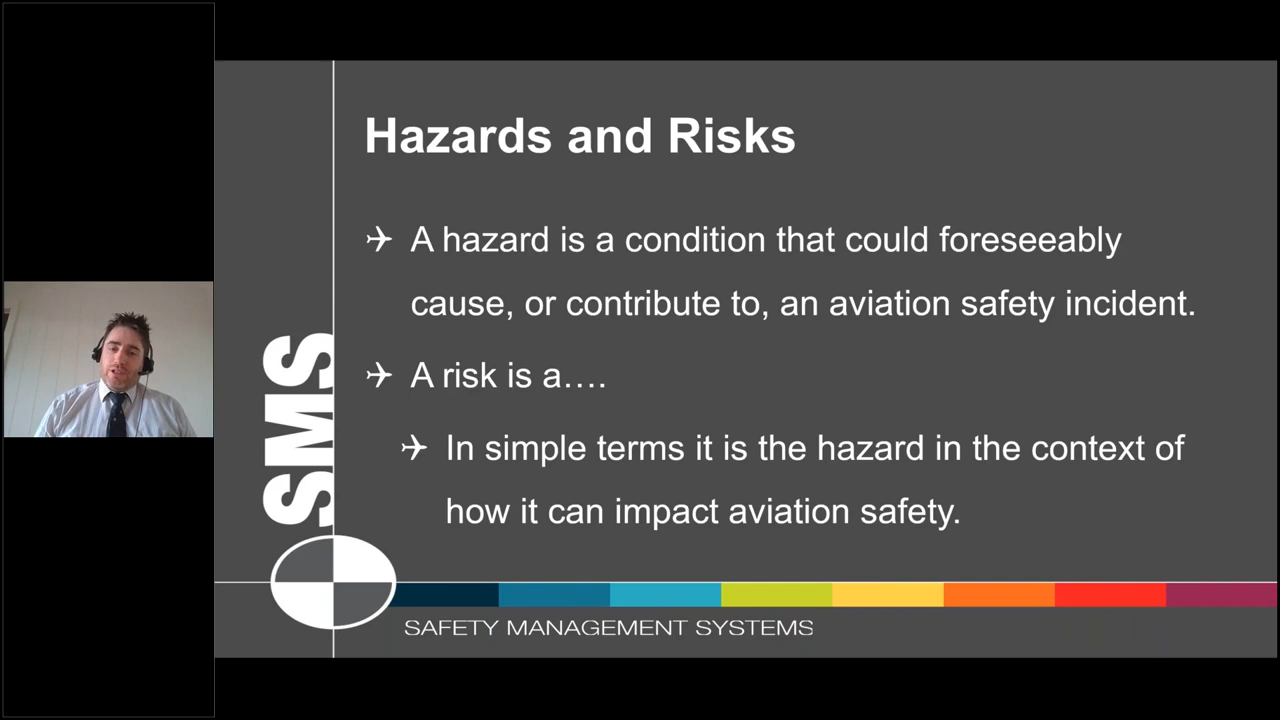 Hazards and Risks
A hazard is a condition that could foreseeably
cause, or contribute to, an aviation safety incident.
A risk is a….
In simple terms it is the hazard in the context of
how it can impact aviation safety.
SMS
SAFETY MANAGEMENT SYSTEMS